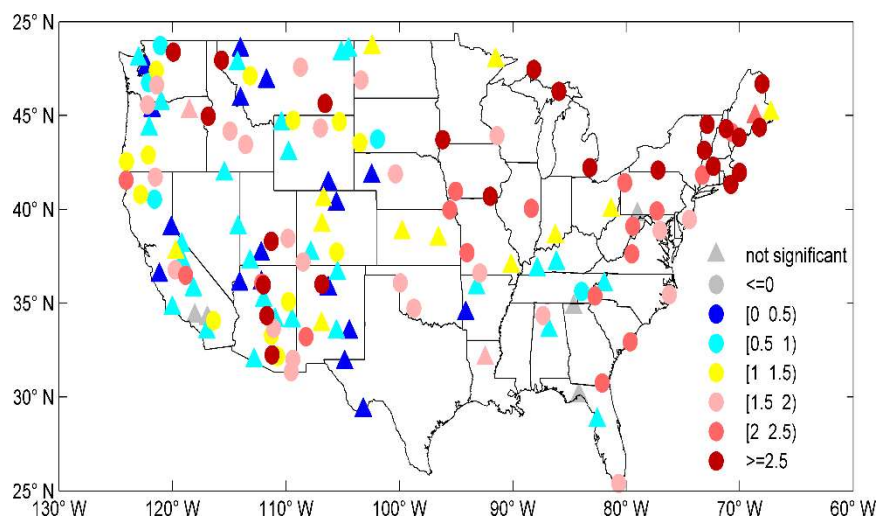 25° N
45° N
40° N
35° N
30° N
25° N
130° W 120° W 110° W 100° W 90° W 80° W 70° W 60° W
not significant
<=0
[0 0.5)
[0.5 1)
[1 1.5)
[1.5 2)
[2 2.5)
>=2.5